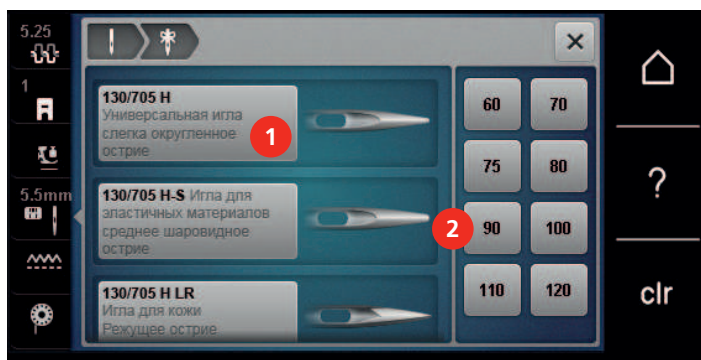 5.25
1
5.5mm
130/705 H
Универсальная игла
слегка округленное
острие
1
130/705 H-S Игла для
эластичных материалов
среднее шаровидное
острие
2
130/705 H LR
Игла для кожи
Режущее острие
60 70
75 80
90 100
110 120
?
clr